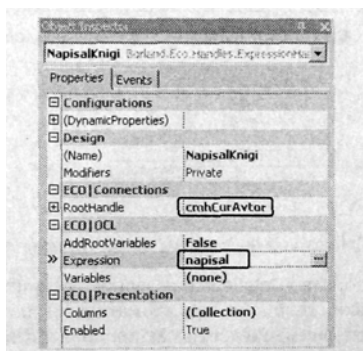 Object Inspector
NapisalKnigi Borland.Eco.Handles.ExpressionHa
Properties Events
Configurations
(DynamicProperties)
Design
(Name) NapisalKnigi
Modifiers Private
ECO|Connections
RootHandle cmhCurAvtor
ECO|OCL
AddRootVariables False
Expression napisal ...
Variables (none)
ECO|Presentation
Columns (Collection)
Enabled True